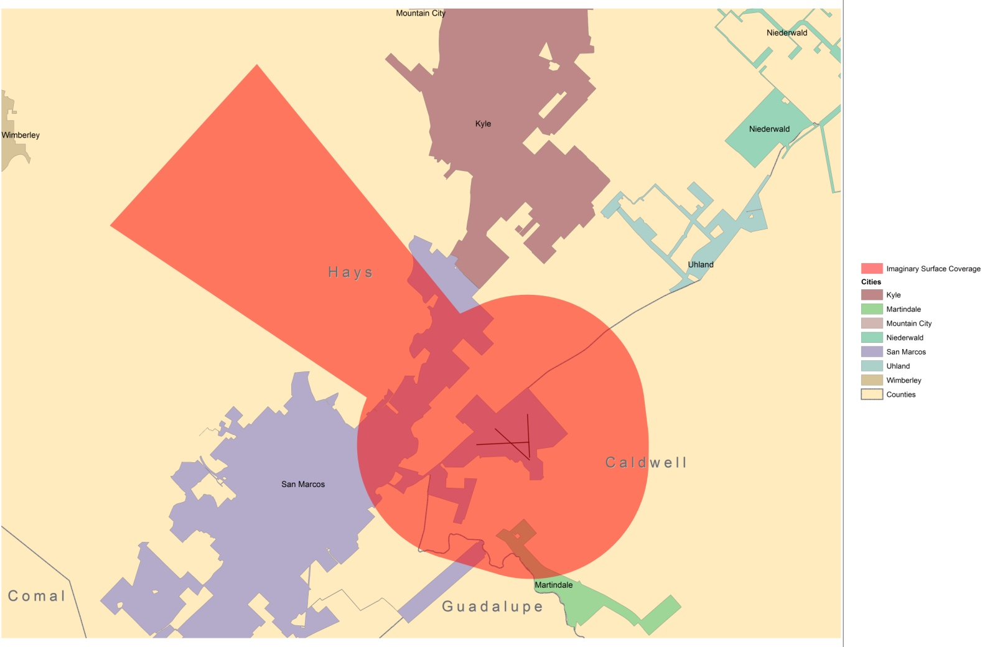 Mountain City
Niederwald
Kyle
Niederwald
Wimberley
Uhland
Hays
Caldwell
San Marcos
Martindale
Comal
Guadalupe
Imaginary Surface Coverage
Cities
Kyle
Martindale
Mountain City
Niederwald
San Marcos
Uhland
Wimberley
Counties